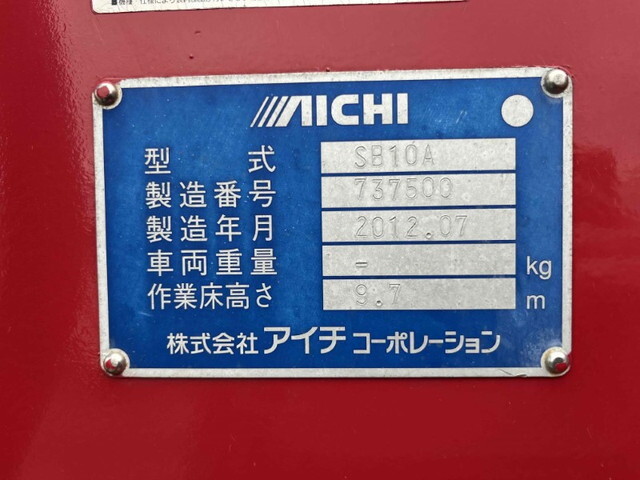 AICHI
型 式 SB10A
製造番号 737500
製造年月 2012.07
車両重量 - kg
作業床高さ 9.7 m
株式会社アイチコーポレーション